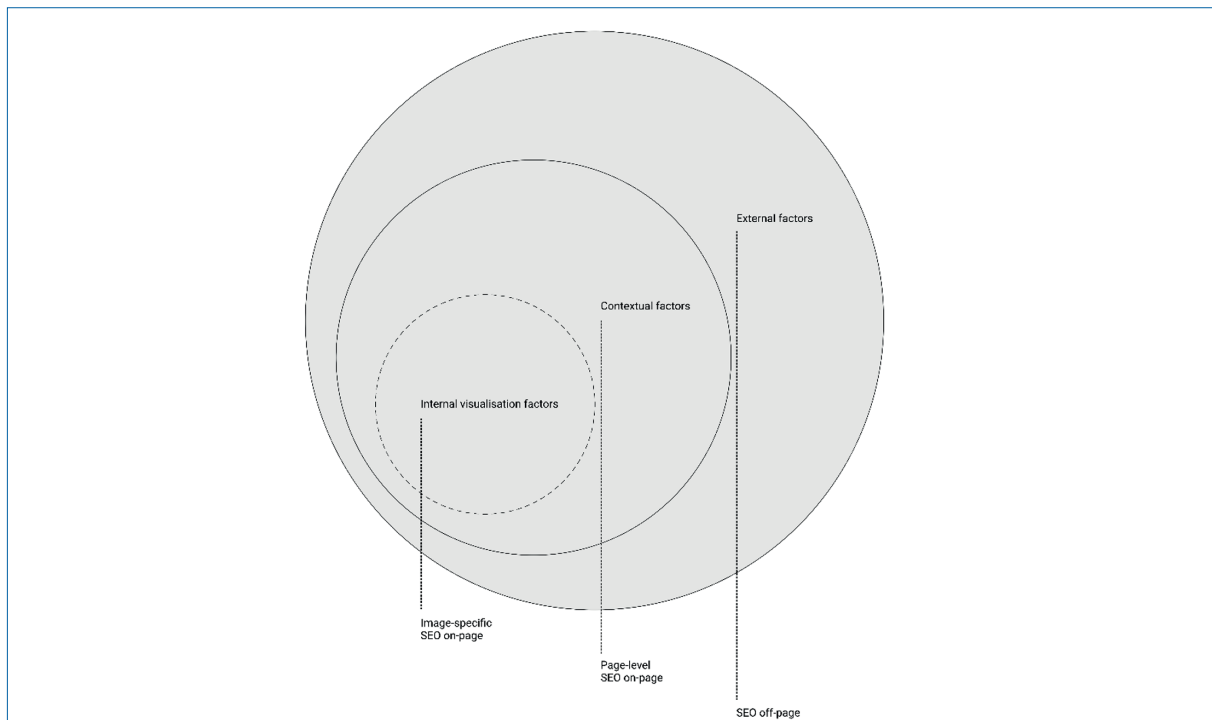 External factors
Contextual factors
Internal visualisation factors
Image-specific
SEO on-page
Page-level
SEO on-page
SEO off-page